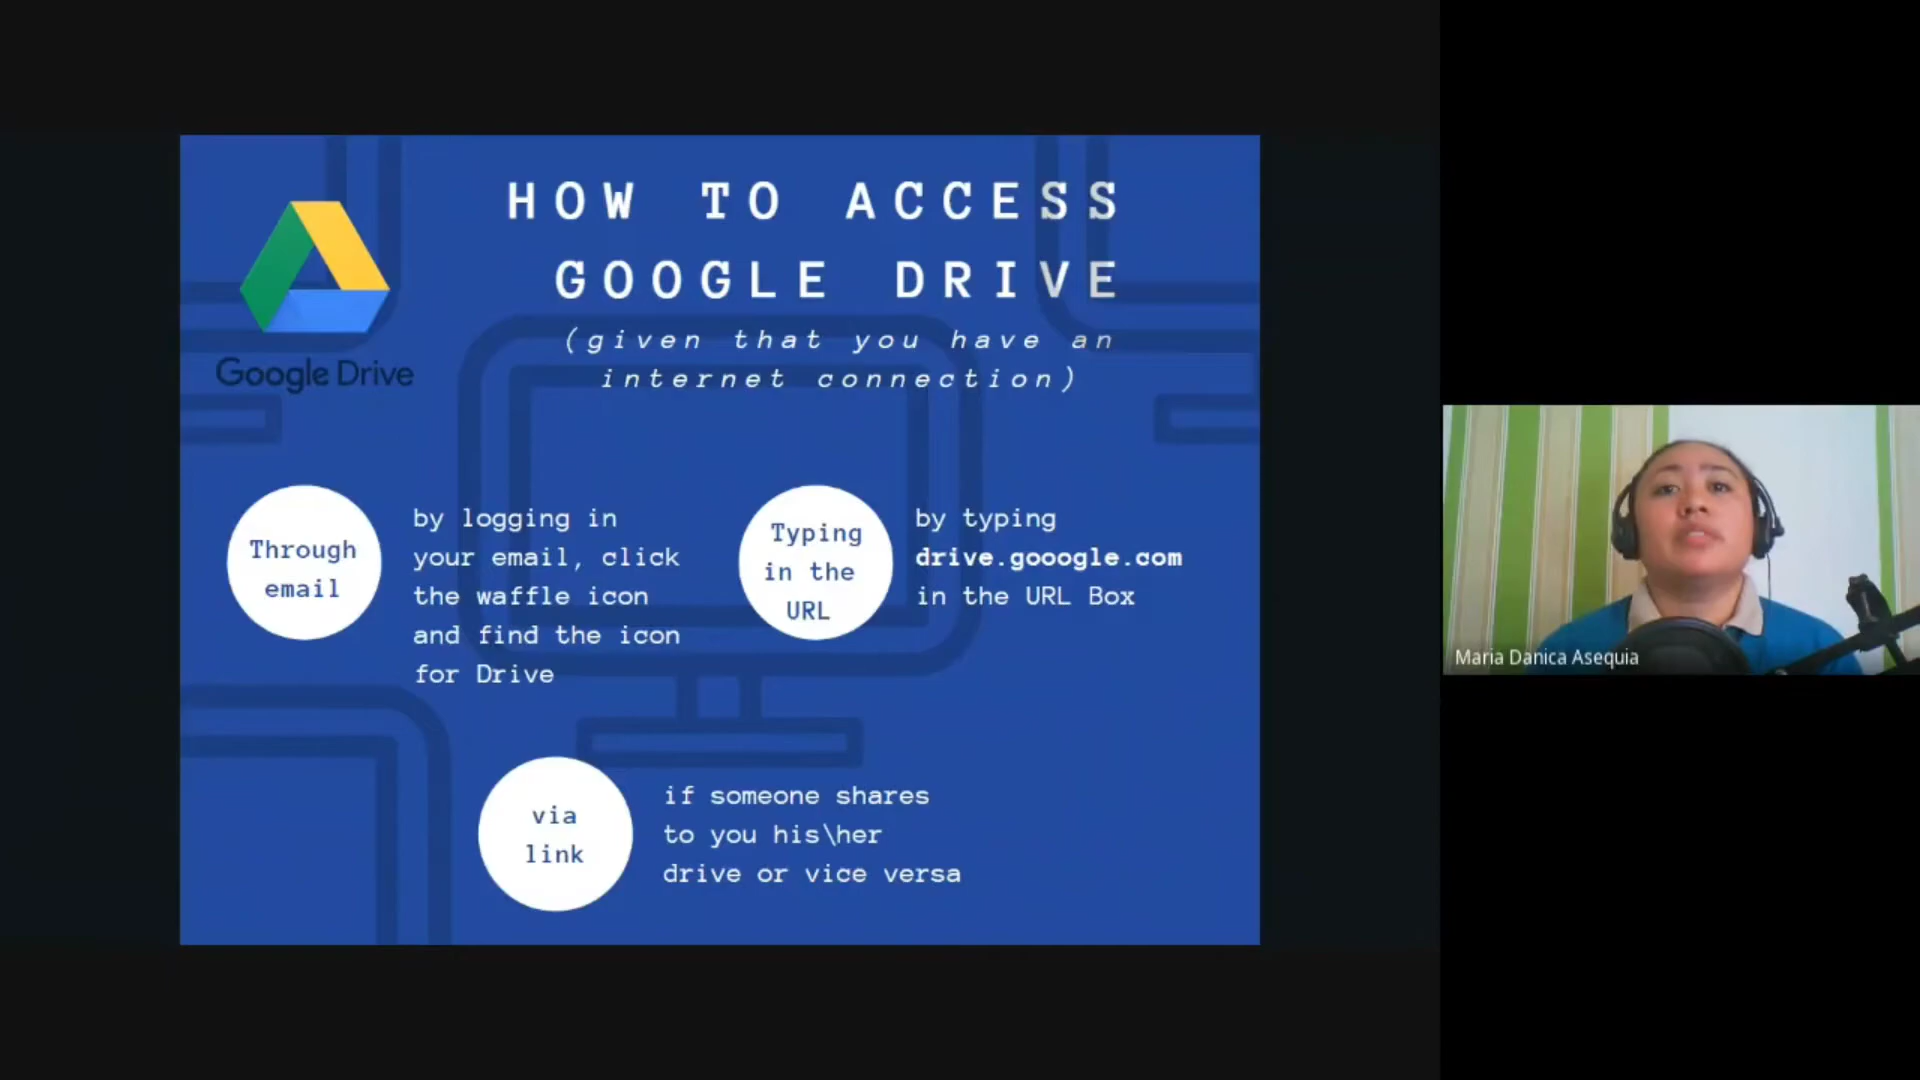 HOW TO ACCESS
GOOGLE DRIVE
(given that you have an
internet connection)
Google Drive
Through
email
by logging in
your email, click
the waffle icon
and find the icon
for Drive
Typing
in the
URL
by typing
drive.gooogle.com
in the URL Box
via
link
if someone shares
to you his\her
drive or vice versa
Maria Danica Asequia